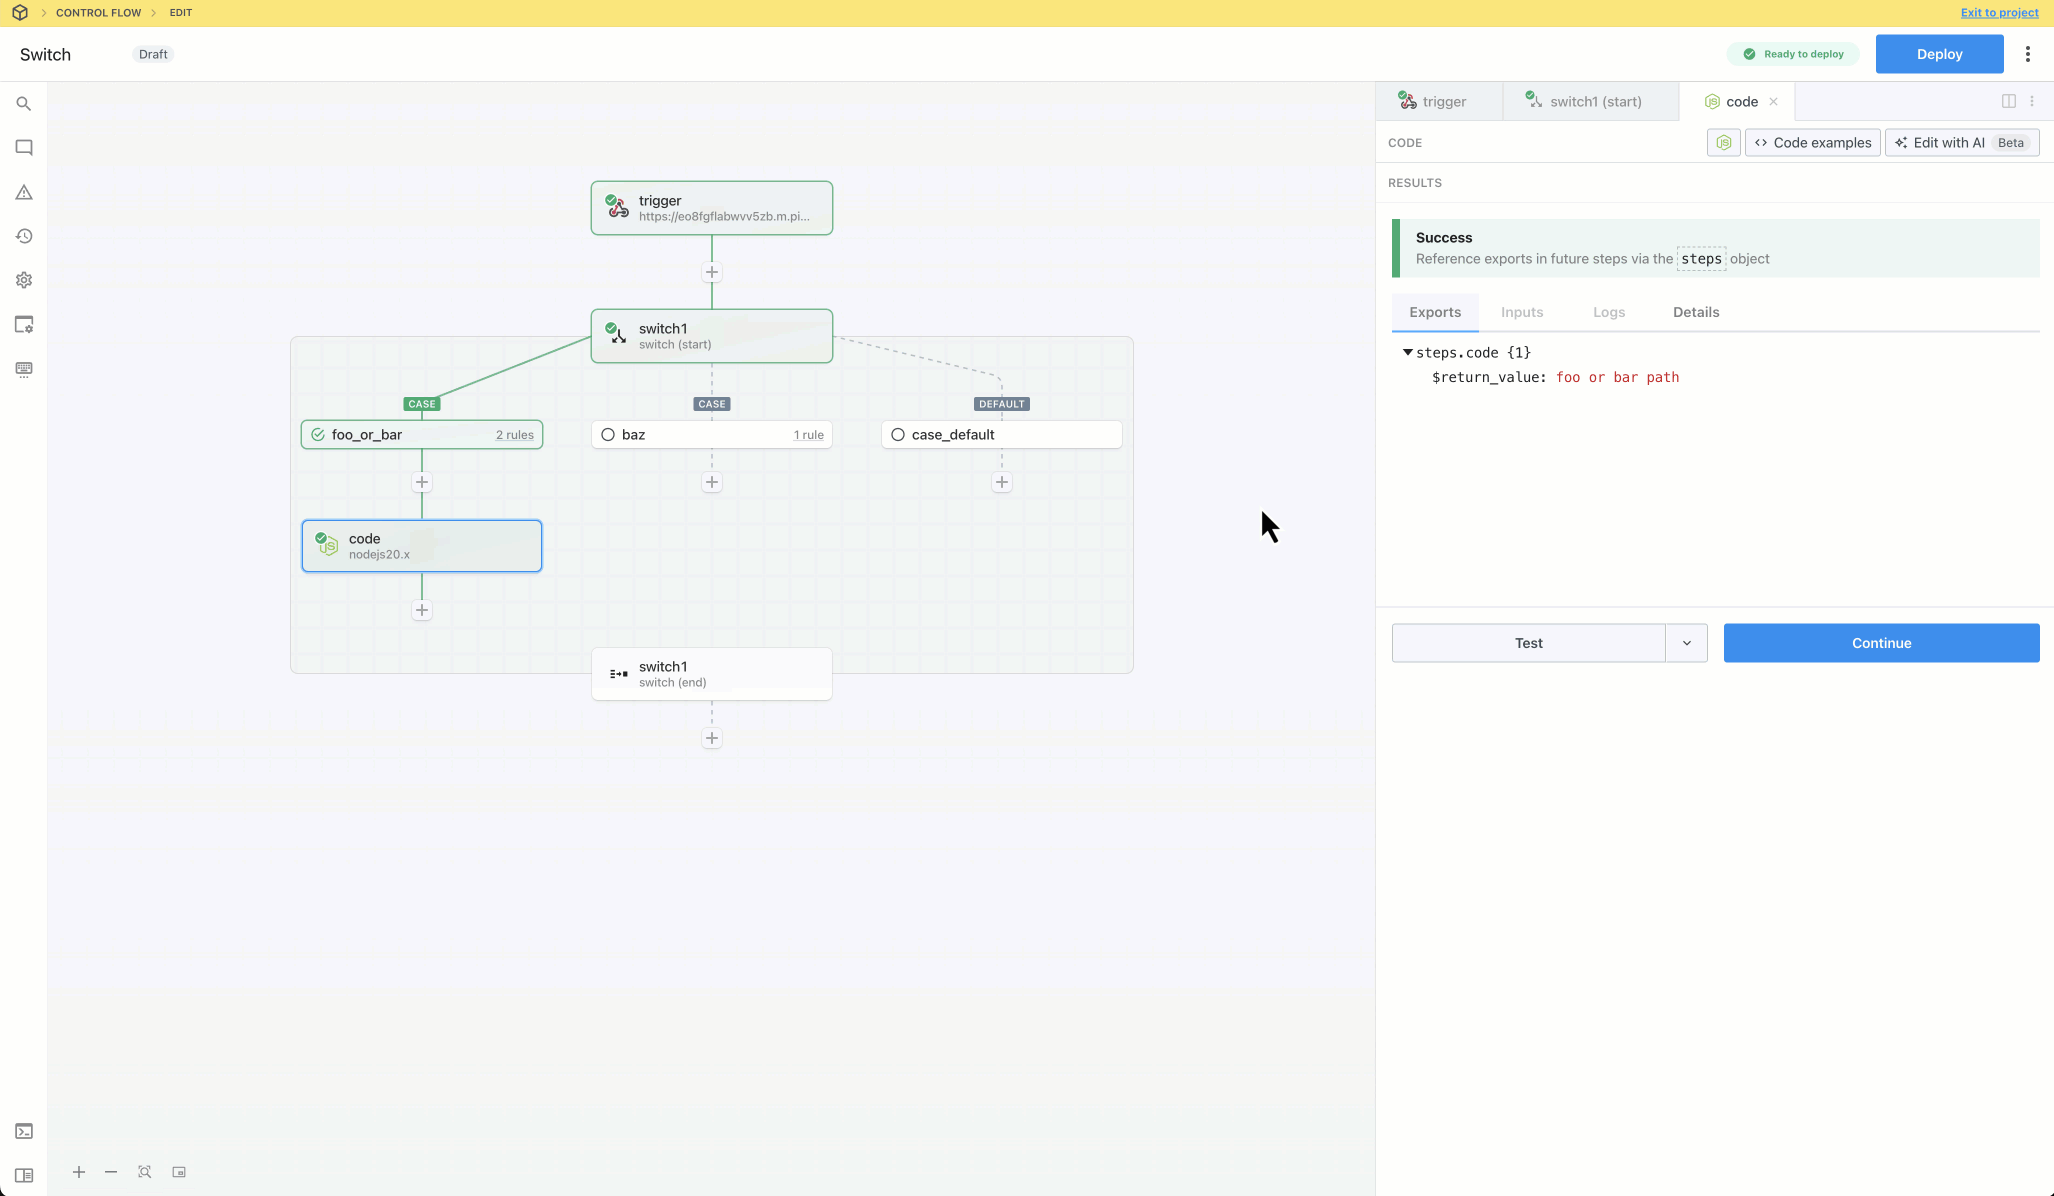 CONTROL FLOW
EDIT
Exit to project
Switch
Draft
Ready to deploy
Deploy
trigger
switch1 (start)
code
CODE
JS
Code examples
Edit with AI
Beta
RESULTS
Success
Reference exports in future steps via the steps object
Exports
Inputs
Logs
Details
steps.code {1}
$return_value: foo or bar path
Test
Continue
trigger
https://eo8fgflabwvv5zb.m.pi...
switch1
switch (start)
CASE
CASE
DEFAULT
foo_or_bar
2 rules
baz
1 rule
case_default
JS
code
nodejs20.x
switch1
switch (end)